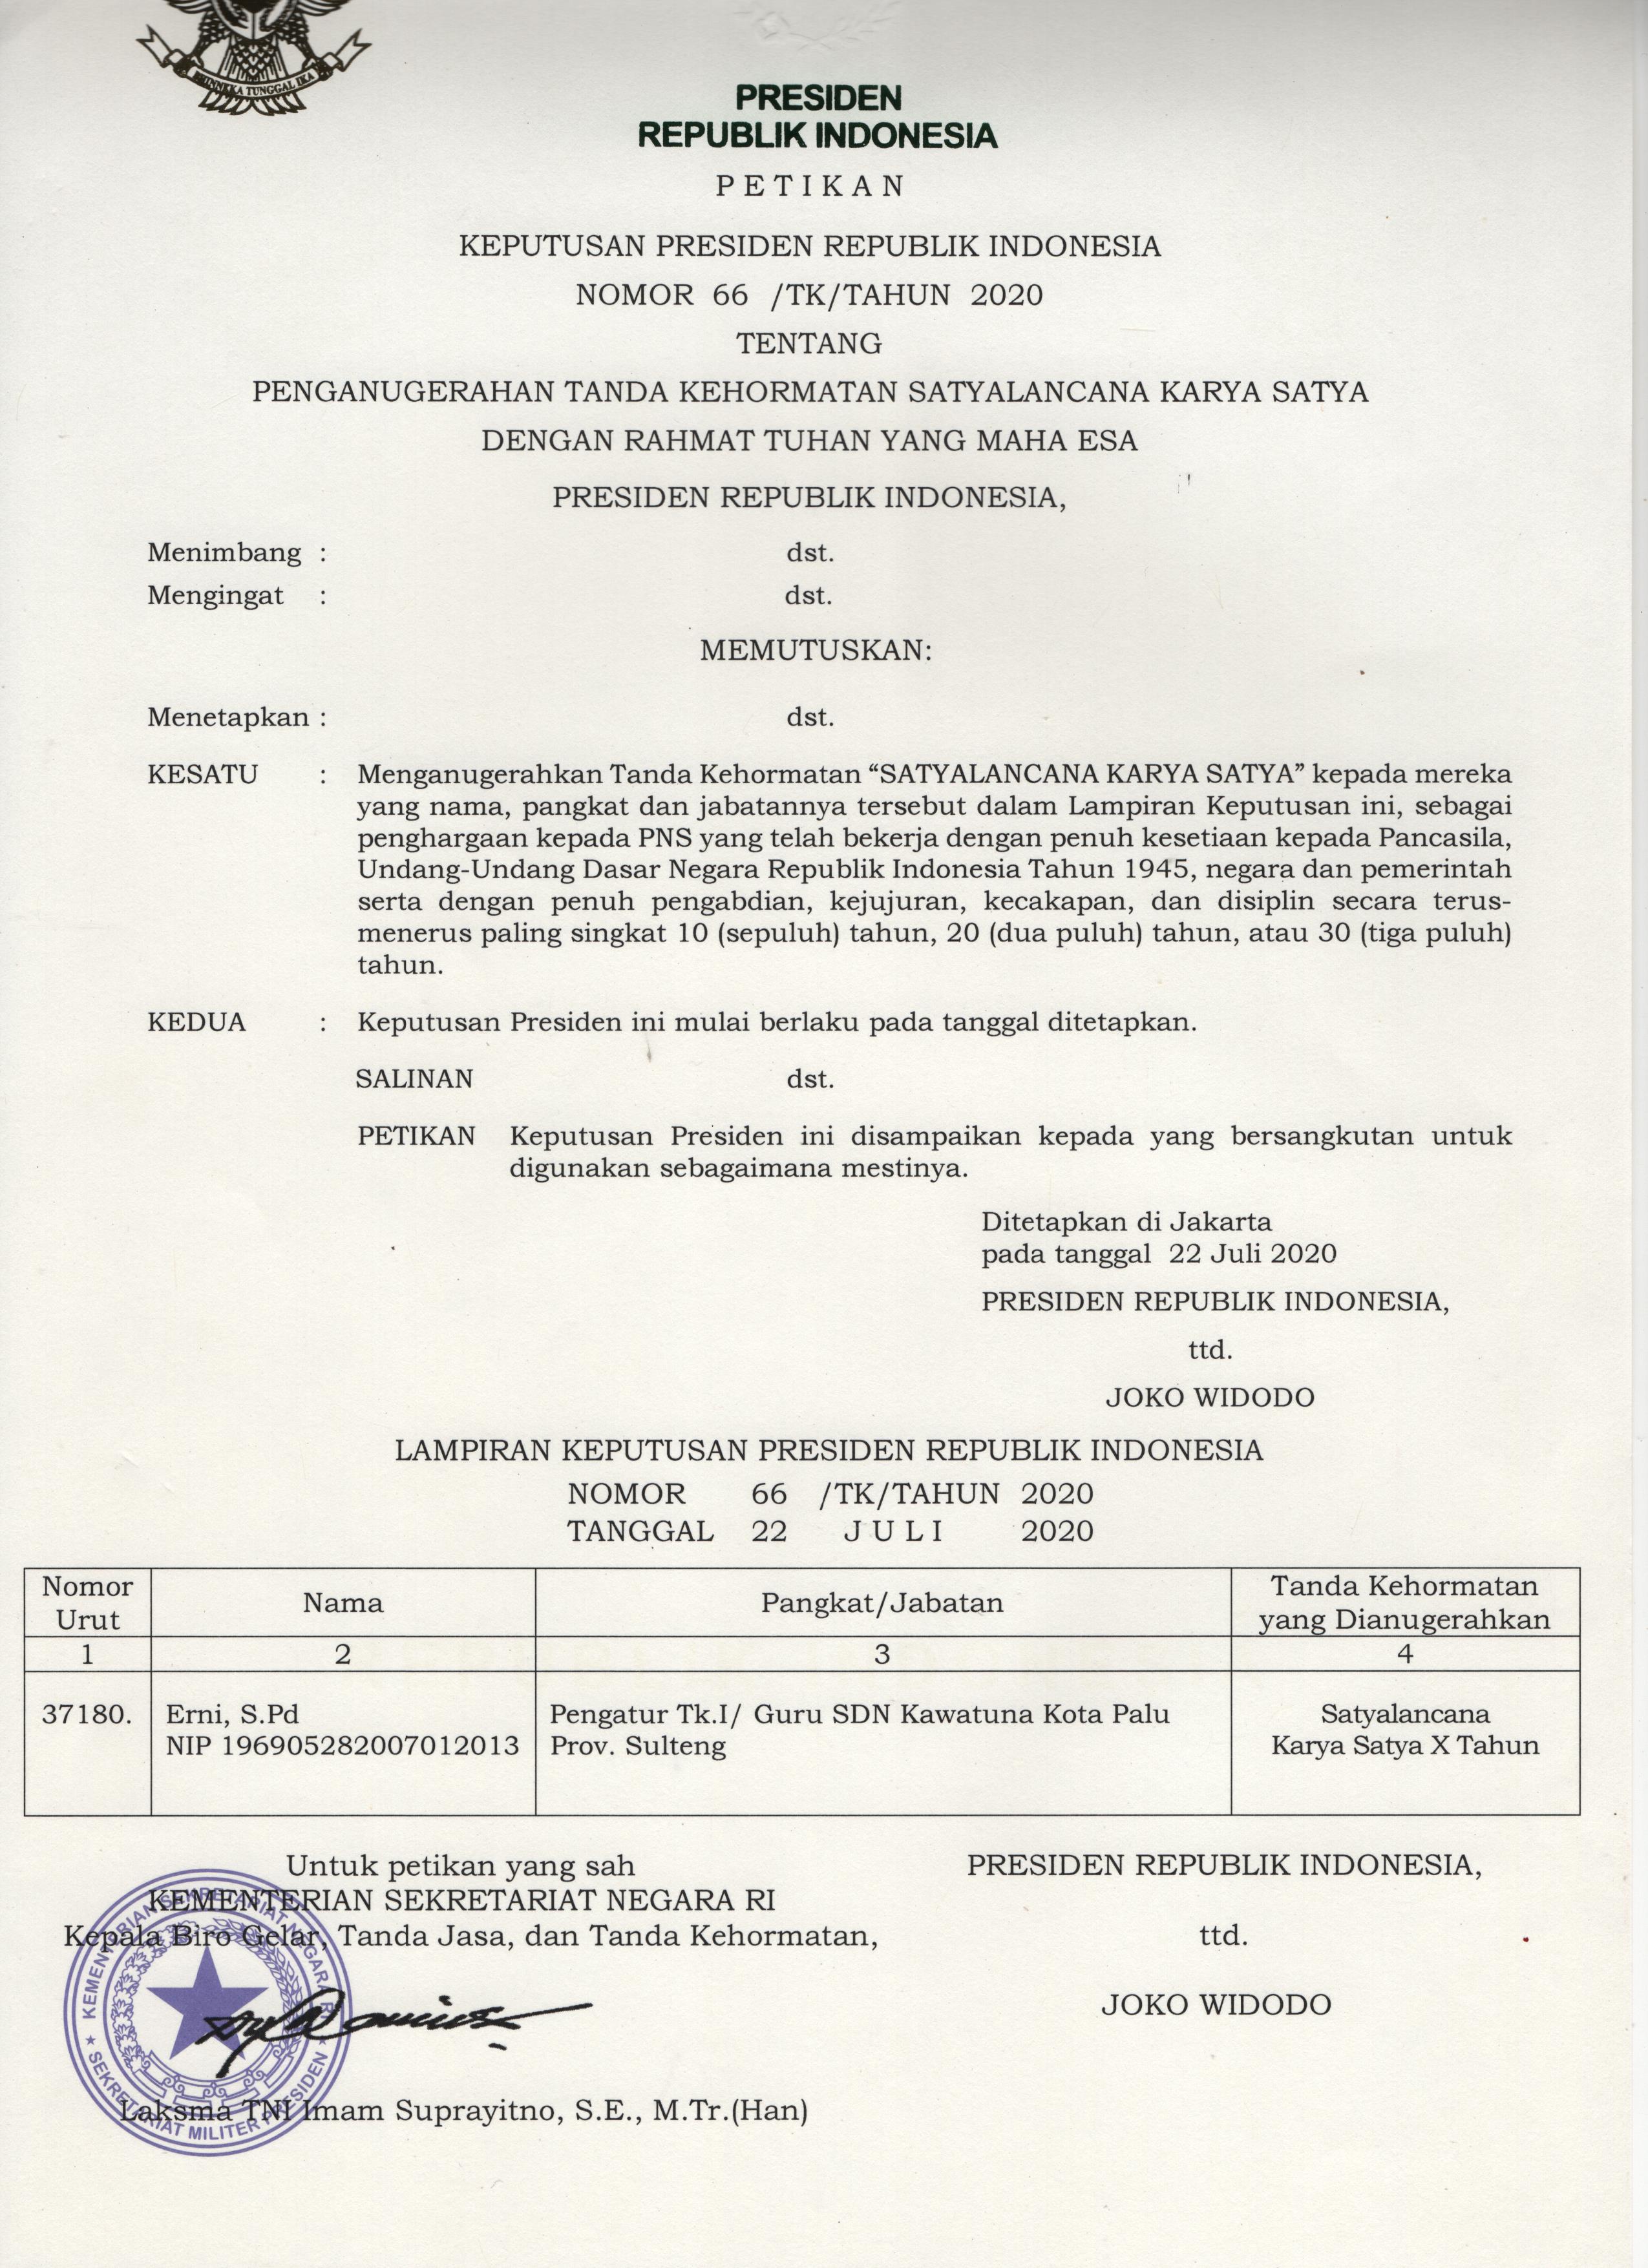 BHINNEKA TUNGGAL IKA
PRESIDEN
REPUBLIK INDONESIA
P E T I K A N
KEPUTUSAN PRESIDEN REPUBLIK INDONESIA
NOMOR 66 /TK/TAHUN 2020
TENTANG
PENGANUGERAHAN TANDA KEHORMATAN SATYALANCANA KARYA SATYA
DENGAN RAHMAT TUHAN YANG MAHA ESA
PRESIDEN REPUBLIK INDONESIA,
Menimbang : dst.
Mengingat : dst.
MEMUTUSKAN:
Menetapkan : dst.
KESATU : Menganugerahkan Tanda Kehormatan “SATYALANCANA KARYA SATYA” kepada mereka
yang nama, pangkat dan jabatannya tersebut dalam Lampiran Keputusan ini, sebagai
penghargaan kepada PNS yang telah bekerja dengan penuh kesetiaan kepada Pancasila,
Undang-Undang Dasar Negara Republik Indonesia Tahun 1945, negara dan pemerintah
serta dengan penuh pengabdian, kejujuran, kecakapan, dan disiplin secara terus-
menerus paling singkat 10 (sepuluh) tahun, 20 (dua puluh) tahun, atau 30 (tiga puluh)
tahun.
KEDUA : Keputusan Presiden ini mulai berlaku pada tanggal ditetapkan.
SALINAN dst.
PETIKAN Keputusan Presiden ini disampaikan kepada yang bersangkutan untuk
digunakan sebagaimana mestinya.
Ditetapkan di Jakarta
pada tanggal 22 Juli 2020
PRESIDEN REPUBLIK INDONESIA,
ttd.
JOKO WIDODO
LAMPIRAN KEPUTUSAN PRESIDEN REPUBLIK INDONESIA
NOMOR 66 /TK/TAHUN 2020
TANGGAL 22 J U L I 2020
Nomor Urut Nama Pangkat/Jabatan Tanda Kehormatan yang Dianugerahkan
1 2 3 4
37180. Erni, S.Pd Pengatur Tk.I/ Guru SDN Kawatuna Kota Palu Satyalancana
NIP 196905282007012013 Prov. Sulteng Karya Satya X Tahun
Untuk petikan yang sah
KEMENTERIAN SEKRETARIAT NEGARA RI
Kepala Biro Gelar, Tanda Jasa, dan Tanda Kehormatan,
Laksma TNI Imam Suprayitno, S.E., M.Tr.(Han)
PRESIDEN REPUBLIK INDONESIA,
ttd.
JOKO WIDODO
KEMENTERIAN SEKRETARIAT NEGARA RI
SEKRETARIAT MILITER PRESIDEN